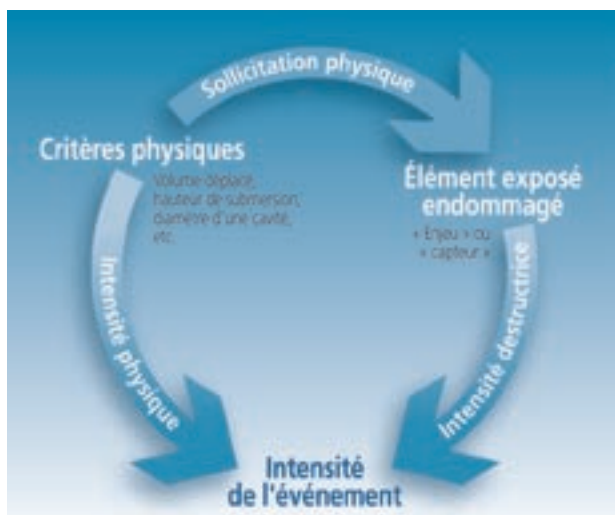 Sollicitation physique
Critères physiques
Volume déplacé,
hauteur de submersion,
diamètre d'une cavité,
etc.
Élément exposé
endommagé
« Enjeu » ou
« capteur »
Intensité physique
Intensité destructrice
Intensité
de l'événement